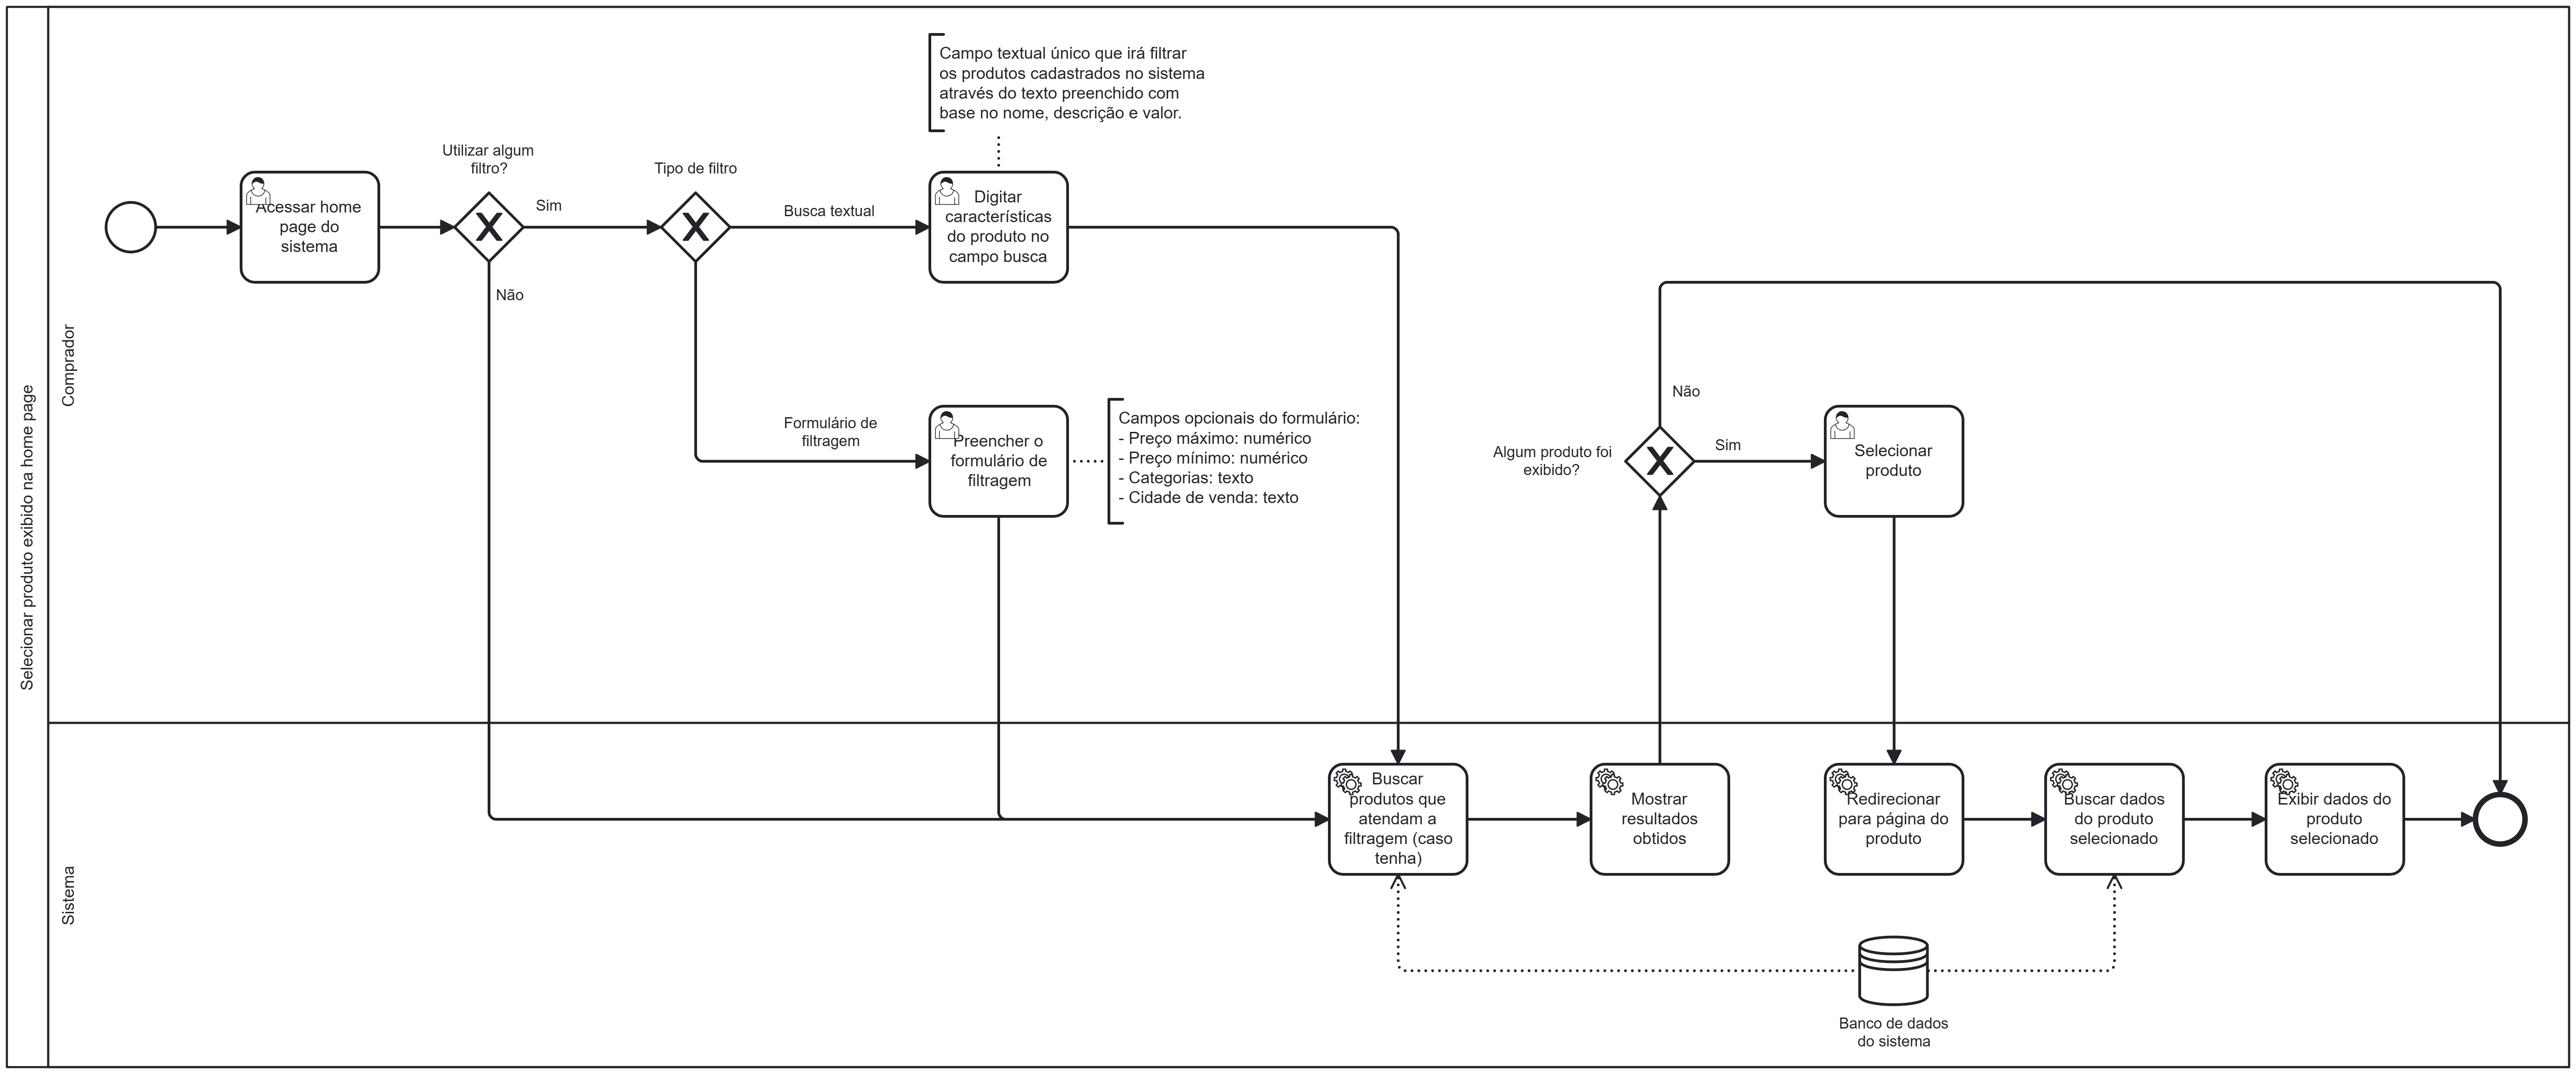 Selecionar produto exibido na home page
Comprador
Acessar home
page do
sistema
Utilizar algum
filtro?
Sim
Não
Tipo de filtro
Busca textual
Campo textual único que irá filtrar
os produtos cadastrados no sistema
através do texto preenchido com
base no nome, descrição e valor.
Digitar
características
do produto no
campo busca
Formulário de
filtragem
Preencher o
formulário de
filtragem
Campos opcionais do formulário:
- Preço máximo: numérico
- Preço mínimo: numérico
- Categorias: texto
- Cidade de venda: texto
Algum produto foi
exibido?
Não
Sim
Selecionar
produto
Sistema
Buscar
produtos que
atendam a
filtragem (caso
tenha)
Mostrar
resultados
obtidos
Redirecionar
para página do
produto
Buscar dados
do produto
selecionado
Exibir dados do
produto
selecionado
Banco de dados
do sistema